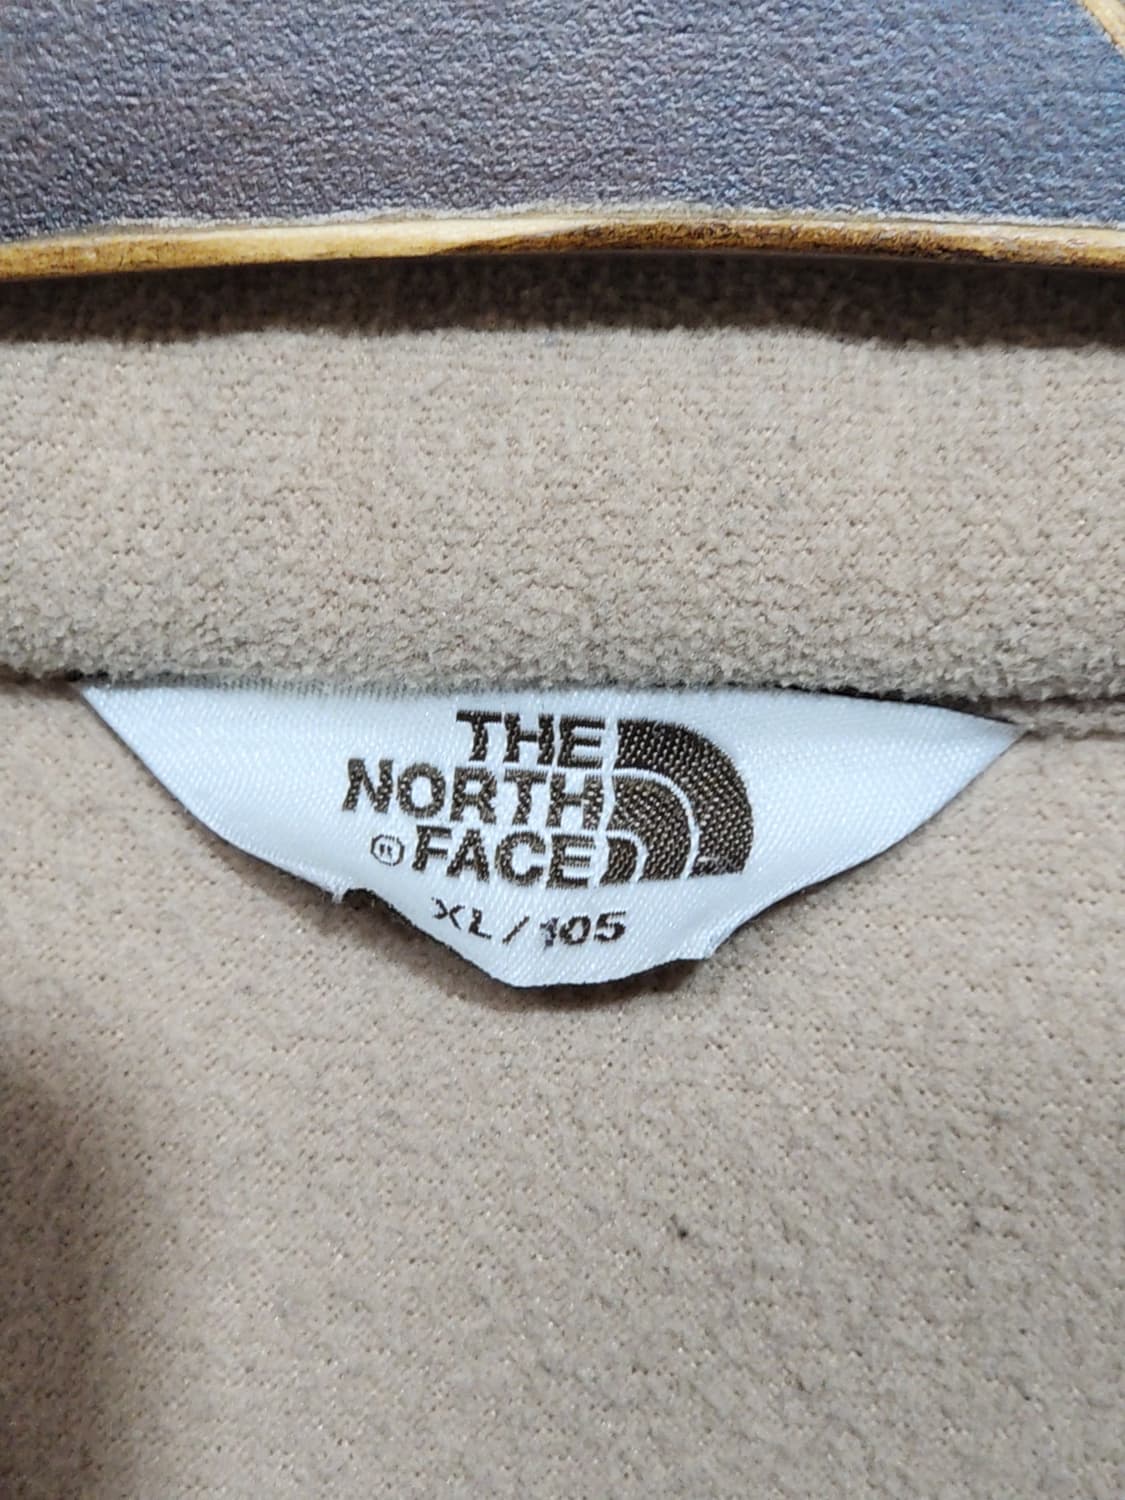 THE
NORTH
® FACE
XL / 105